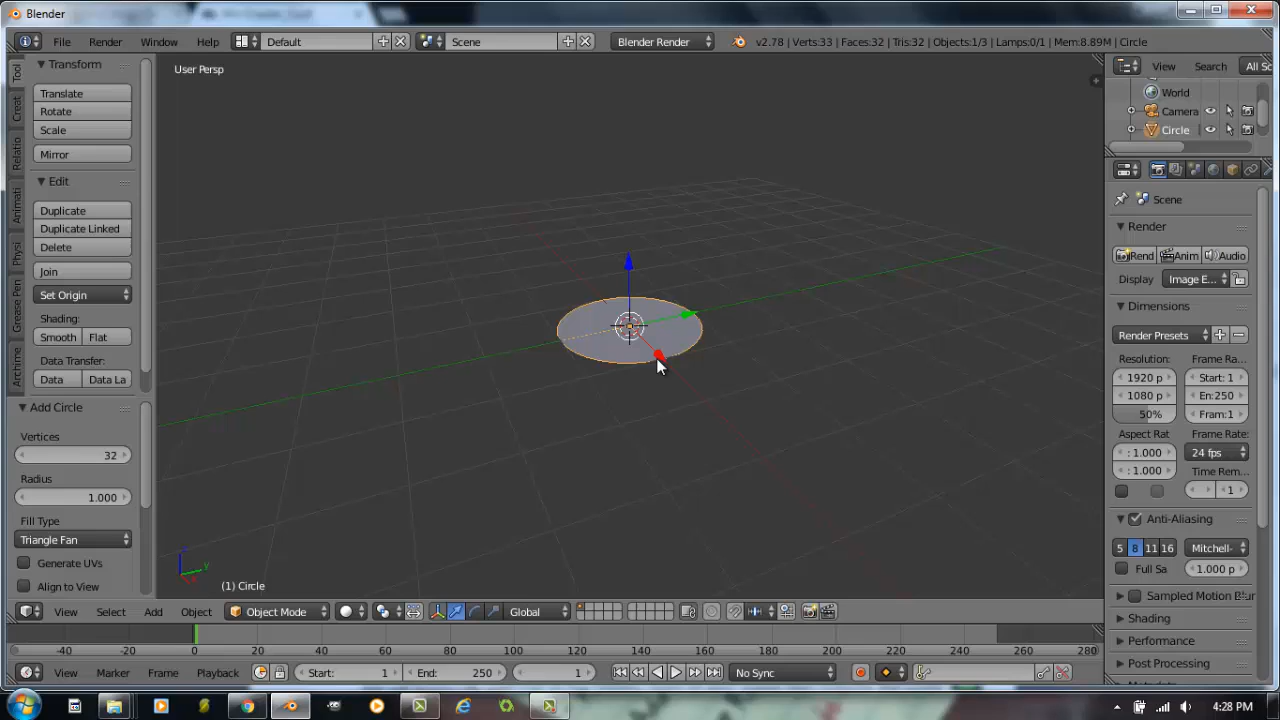 Blender
File Render Window Help Default Scene Blender Render v2.78 | Verts:33 | Faces:32 | Tris:32 | Objects:1/3 | Lamps:0/1 | Mem:8.89M | Circle
Transform
Translate
Rotate
Scale
Mirror
Edit
Duplicate
Duplicate Linked
Delete
Join
Set Origin
Shading:
Smooth Flat
Data Transfer:
Data Data La
Tool
Creat
Relatio
Animati
Physi
Grease Pen
Archime
Add Circle
Vertices
32
Radius
1.000
Fill Type
Triangle Fan
Generate UVs
Align to View
User Persp
z
y
x
(1) Circle
View Search All Sc
World
Camera
Circle
Scene
Render
Rend Anim Audio
Display Image E...
Dimensions
Render Presets
Resolution: Frame Ra...
1920 p Start: 1
1080 p En:250
50% Fram:1
Aspect Rat Frame Rate:
: 1.000 24 fps
: 1.000 Time Rem...
1
Anti-Aliasing
5 8 11 16 Mitchell-
Full Sa 1.000 p
Sampled Motion Blur
Shading
Performance
Post Processing
View Select Add Object Object Mode Global
-40 -20 0 20 40 60 80 100 120 140 160 180 200 220 240 260 280
View Marker Frame Playback Start: 1 End: 250 1 No Sync
4:28 PM